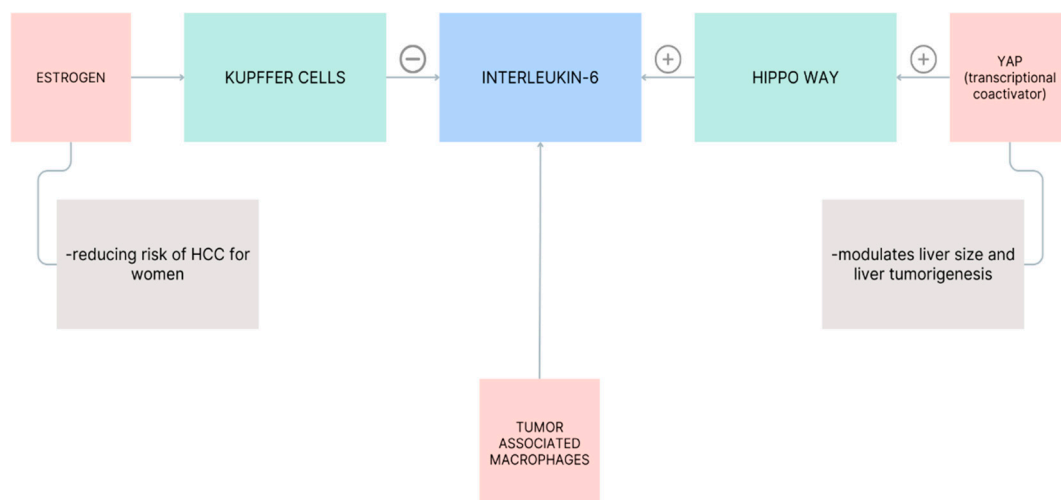 ESTROGEN
KUPFFER CELLS
−
INTERLEUKIN-6
+
HIPPO WAY
+
YAP
(transcriptional
coactivator)
-reducing risk of HCC for
women
-modulates liver size and
liver tumorigenesis
TUMOR
ASSOCIATED
MACROPHAGES